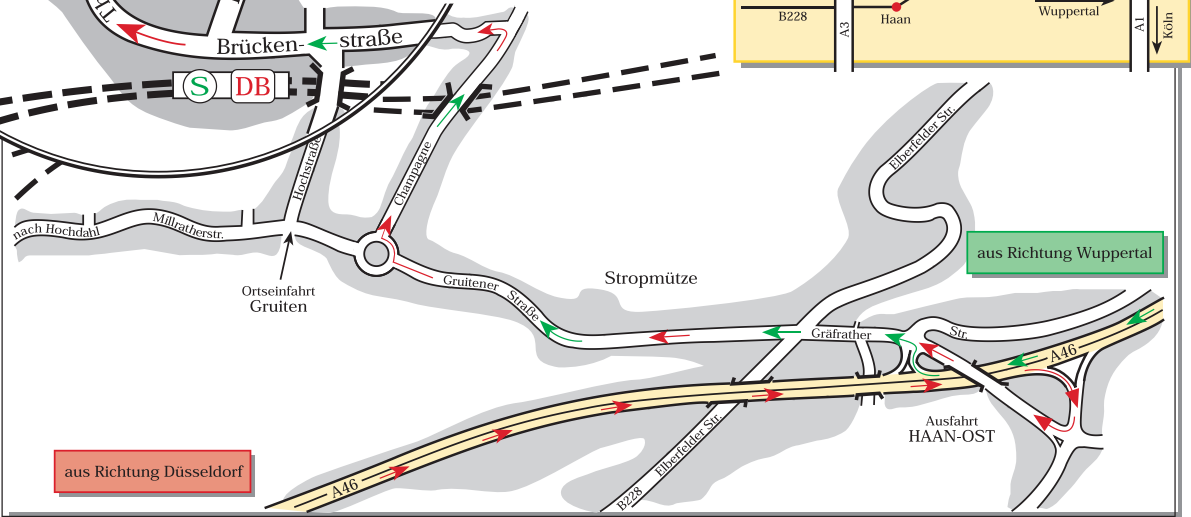 Th
Brücken-
straße
B228
A3
Haan
Wuppertal
A1
Köln
S
DB
Hochstraße
Champagne
Elberfelder Str.
nach Hochdahl
Millratherstr.
aus Richtung Wuppertal
Ortseinfahrt
Gruiten
Gruitener
Straße
Stropmütze
Gräfrather
Str.
A46
Ausfahrt
HAAN-OST
Elberfelder Str.
B228
aus Richtung Düsseldorf
A46